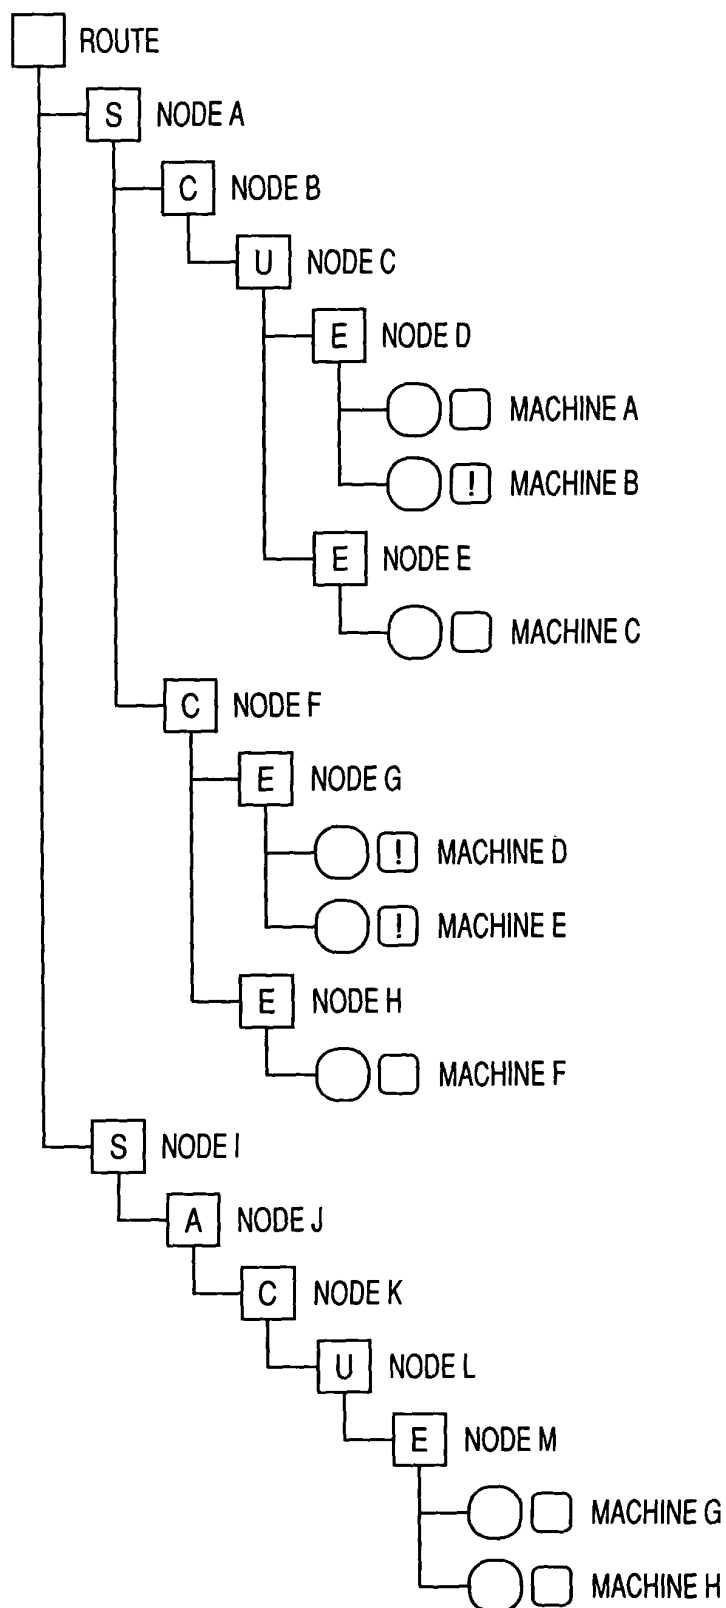 ROUTE
S NODE A
C NODE B
U NODE C
E NODE D
MACHINE A
! MACHINE B
E NODE E
MACHINE C
C NODE F
E NODE G
! MACHINE D
! MACHINE E
E NODE H
MACHINE F
S NODE I
A NODE J
C NODE K
U NODE L
E NODE M
MACHINE G
MACHINE H